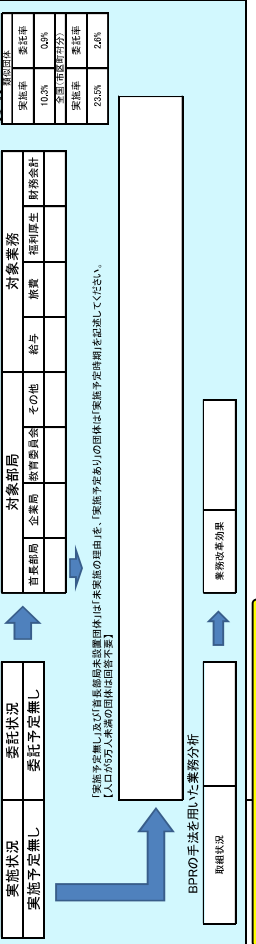 実施状況 委託状況
実施予定無し 委託予定無し
対象部局 対象業務
首長部局 企業局 教育委員会 その他 給与 旅費 福利厚生 財務会計
類似団体
実施率 委託率
10.3% 0.9%
全国(市区町村分)
実施率 委託率
23.5% 2.6%
「実施予定無し」及び「首長部局未設置団体」は「未実施の理由」を、「実施予定あり」の団体は「実施予定時期」を記述してください。
【人口が5万人未満の団体は回答不要】
BPRの手法を用いた業務分析
取組状況
業務改革効果